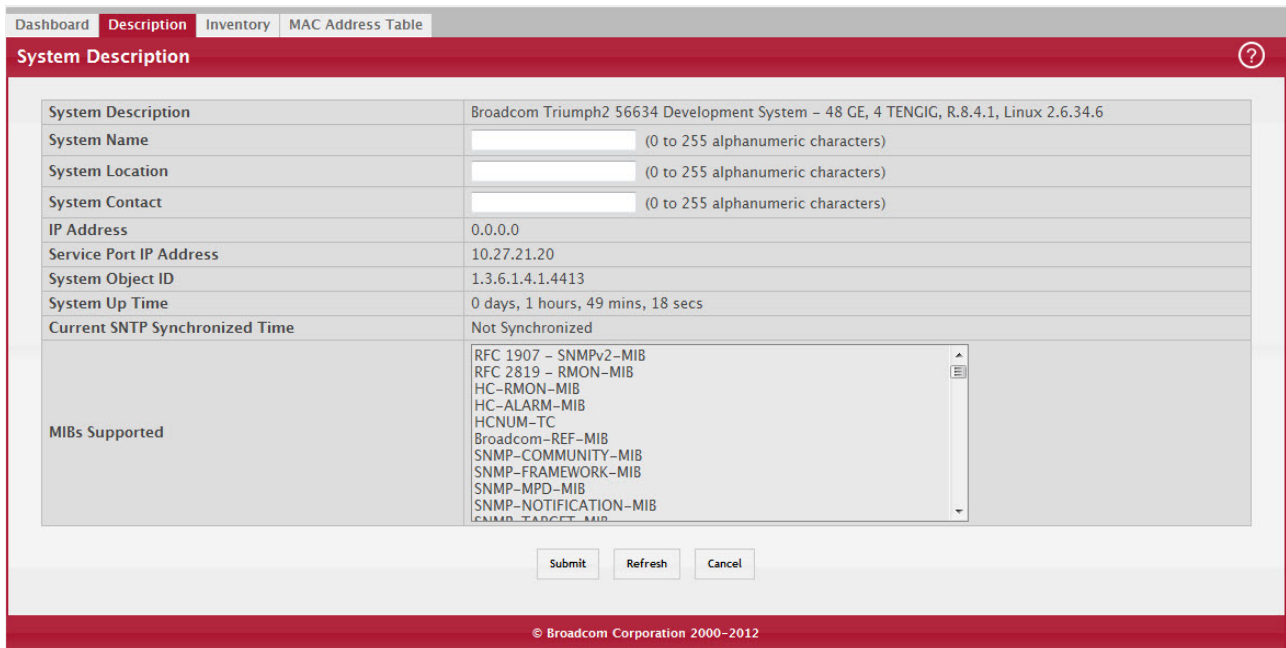 Dashboard Description Inventory MAC Address Table
System Description
System Description Broadcom Triumph2 56634 Development System – 48 GE, 4 TENGIG, R.8.4.1, Linux 2.6.34.6
System Name (0 to 255 alphanumeric characters)
System Location (0 to 255 alphanumeric characters)
System Contact (0 to 255 alphanumeric characters)
IP Address 0.0.0.0
Service Port IP Address 10.27.21.20
System Object ID 1.3.6.1.4.1.4413
System Up Time 0 days, 1 hours, 49 mins, 18 secs
Current SNTP Synchronized Time Not Synchronized
MIBs Supported
RFC 1907 – SNMPv2–MIB
RFC 2819 – RMON–MIB
HC–RMON–MIB
HC–ALARM–MIB
HCNUM–TC
Broadcom–REF–MIB
SNMP–COMMUNITY–MIB
SNMP–FRAMEWORK–MIB
SNMP–MPD–MIB
SNMP–NOTIFICATION–MIB
SNMP–TARGET–MIB
Submit Refresh Cancel
© Broadcom Corporation 2000–2012